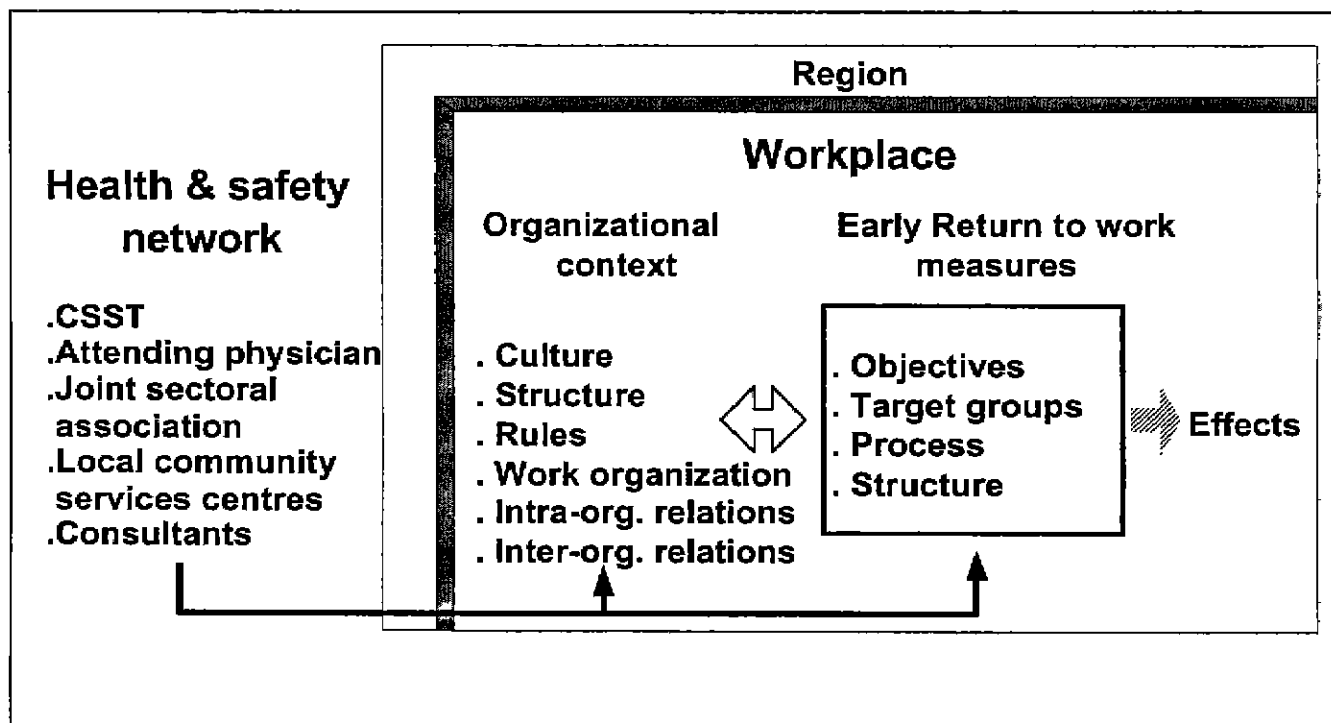 Region
Workplace
Health & safety
network
.CSST
.Attending physician
.Joint sectoral
association
.Local community
services centres
.Consultants
Organizational
context
. Culture
. Structure
. Rules
. Work organization
. Intra-org. relations
. Inter-org. relations
Early Return to work
measures
. Objectives
. Target groups
. Process
. Structure
Effects